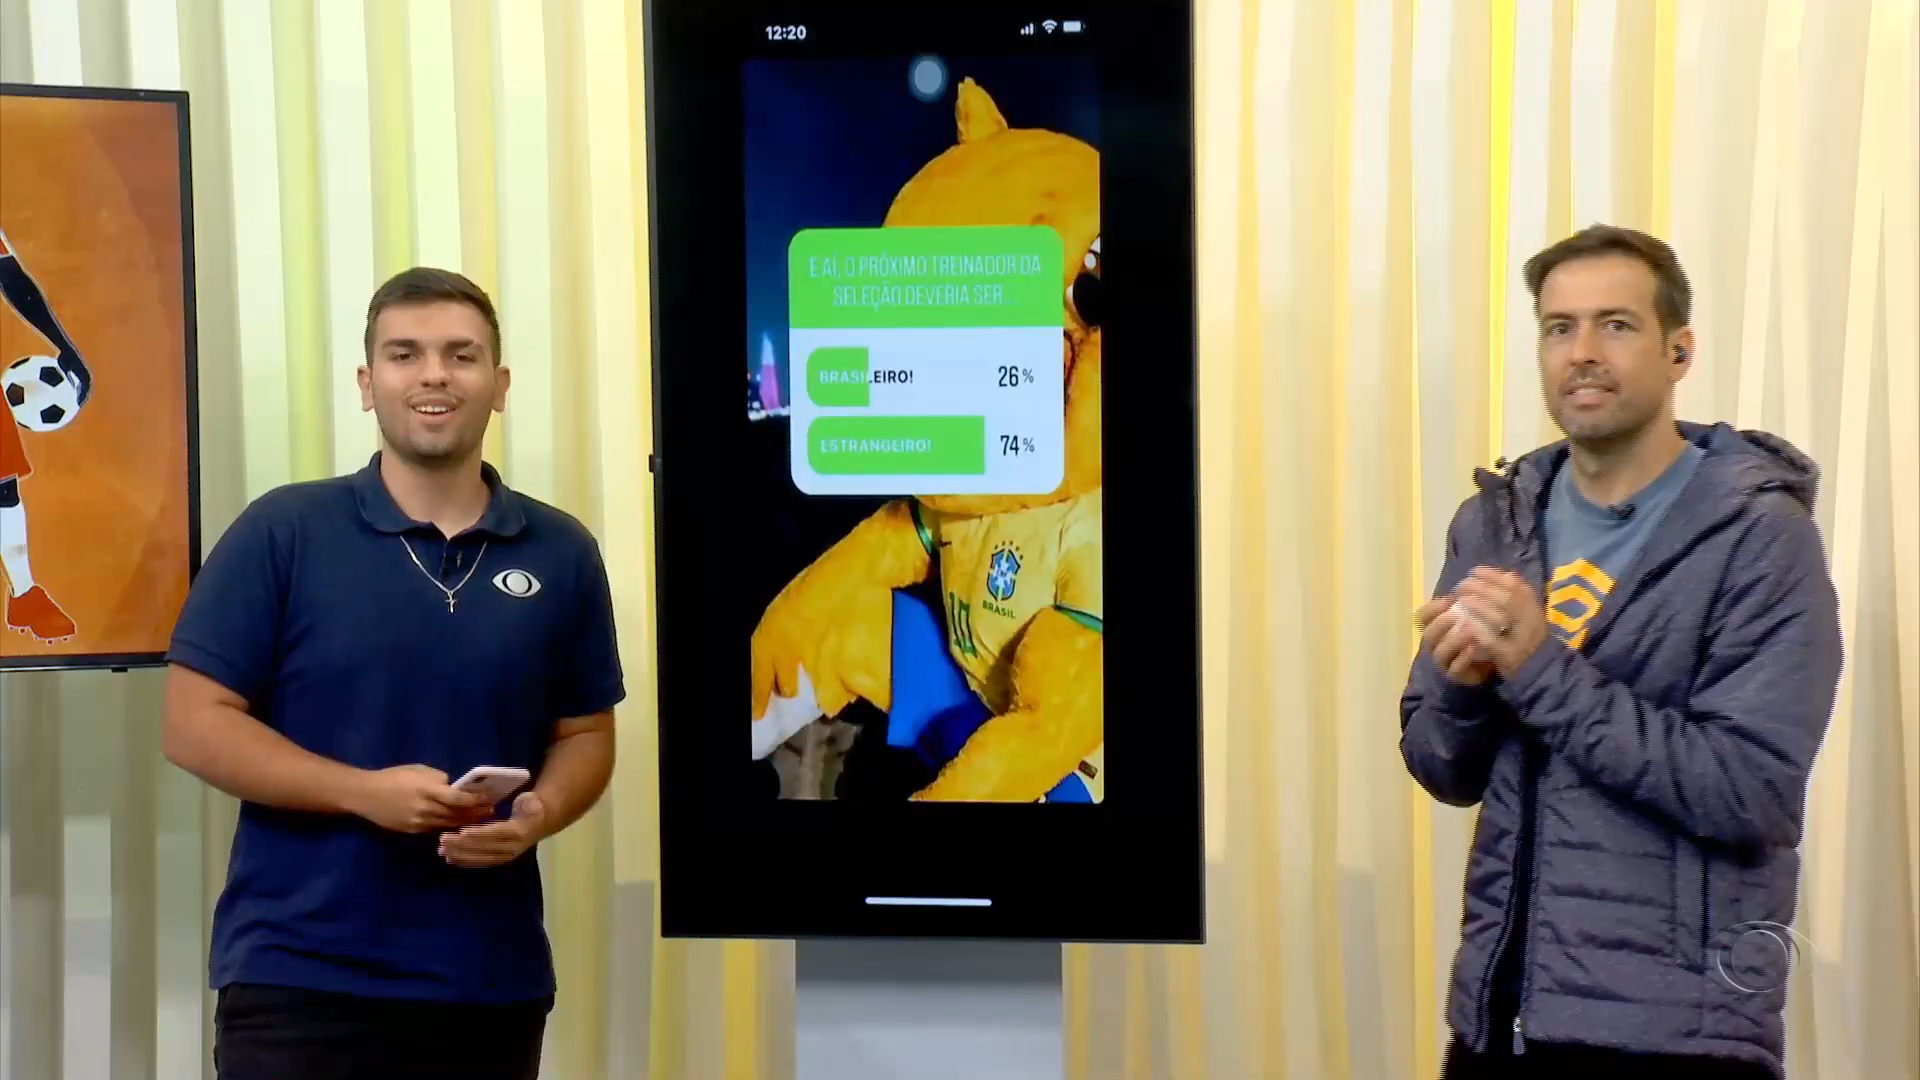 12:20
E AÍ, O PRÓXIMO TREINADOR DA
SELEÇÃO DEVERIA SER...
BRASILEIRO! 26%
ESTRANGEIRO! 74%
10
BRASIL